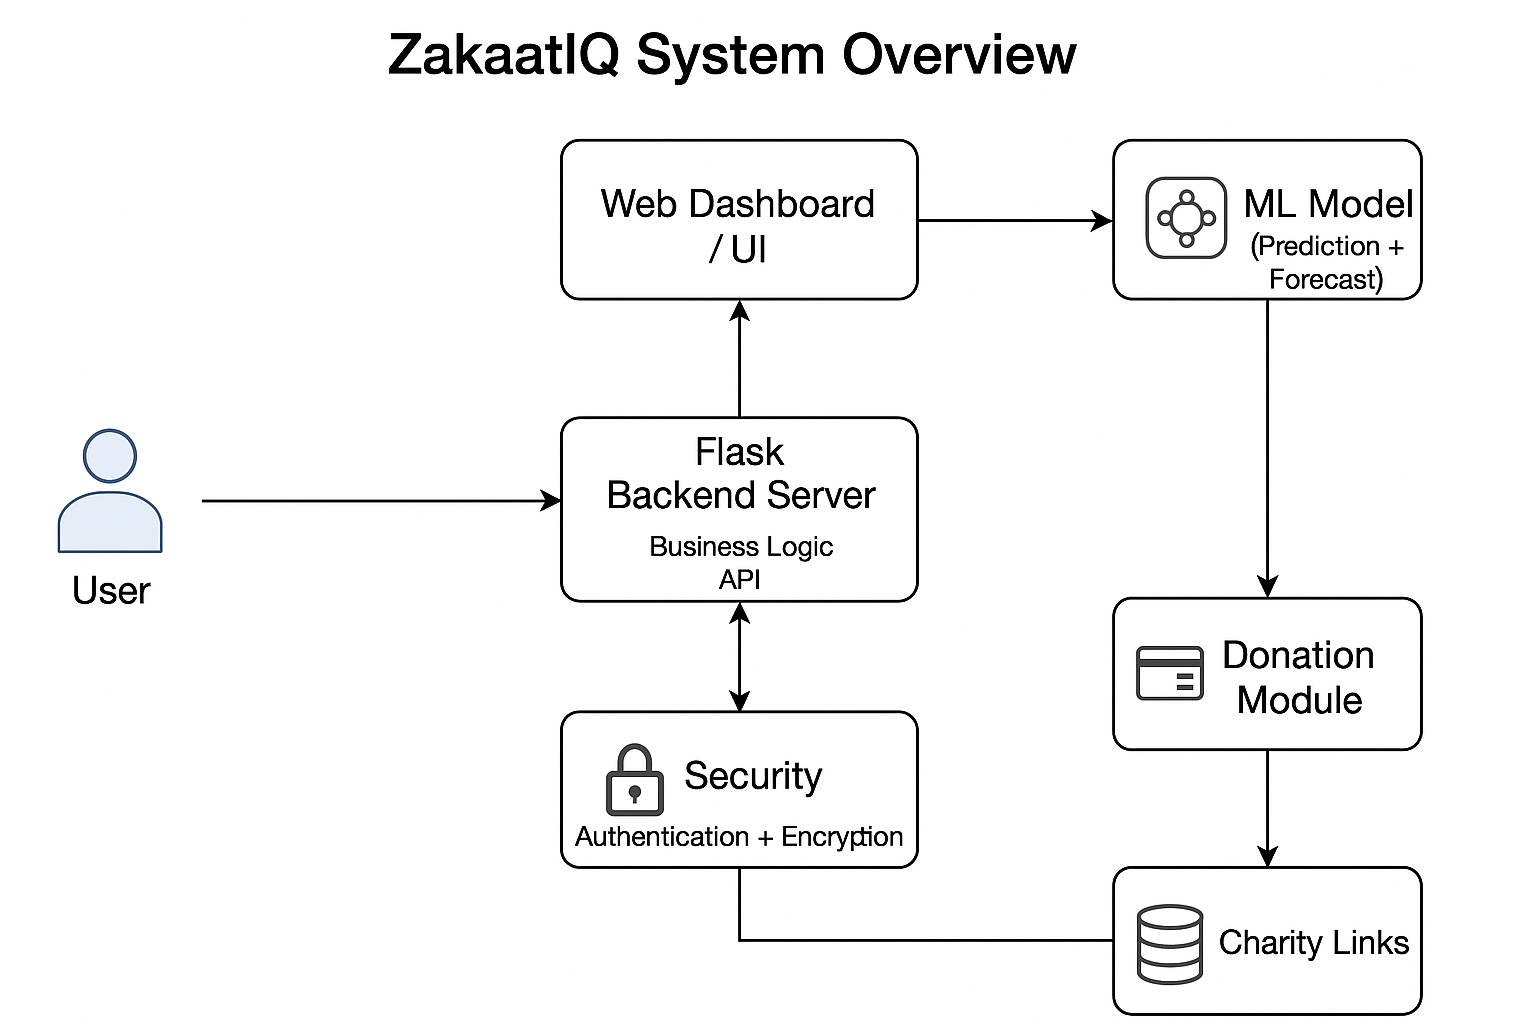 ZakaatIQ System Overview
Web Dashboard
/ UI
ML Model
(Prediction +
Forecast)
User
Flask
Backend Server
Business Logic
API
Donation
Module
Security
Authentication + Encryption
Charity Links